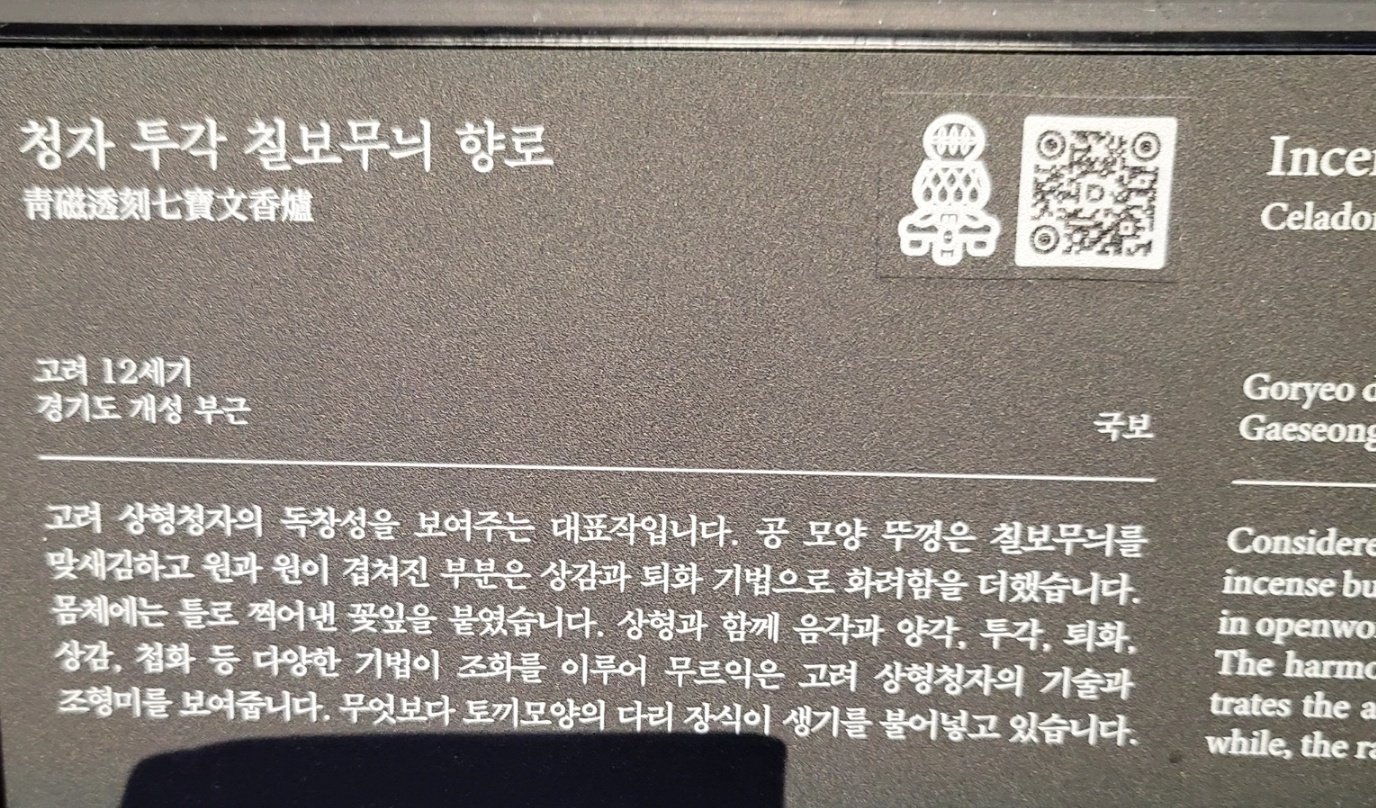 청자 투각 칠보무늬 향로
靑磁透刻七寶文香爐
고려 12세기
경기도 개성 부근
국보
고려 상형청자의 독창성을 보여주는 대표작입니다. 공 모양 뚜껑은 칠보무늬를
맞새김하고 원과 원이 겹쳐진 부분은 상감과 퇴화 기법으로 화려함을 더했습니다.
몸체에는 틀로 찍어낸 꽃잎을 붙였습니다. 상형과 함께 음각과 양각, 투각, 퇴화,
상감, 첩화 등 다양한 기법이 조화를 이루어 무르익은 고려 상형청자의 기술과
조형미를 보여줍니다. 무엇보다 토끼모양의 다리 장식이 생기를 불어넣고 있습니다.
Incen
Celadon
Goryeo d
Gaeseong
Considere
incense bu
in openwo
The harmo
trates the a
while, the ra